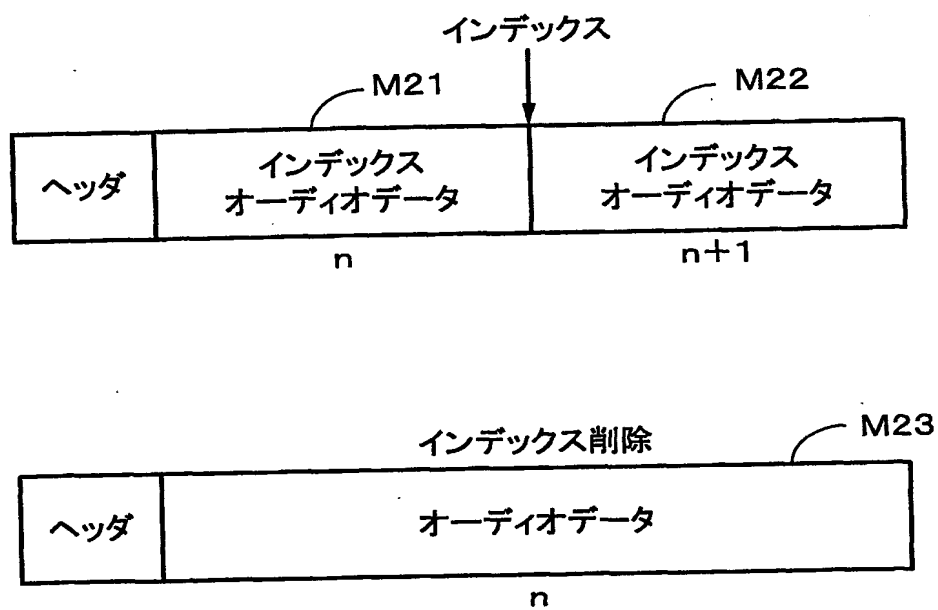 インデックス
M21
M22
ヘッダ
インデックス
オーディオデータ
インデックス
オーディオデータ
n
n+1
インデックス削除
M23
ヘッダ
オーディオデータ
n